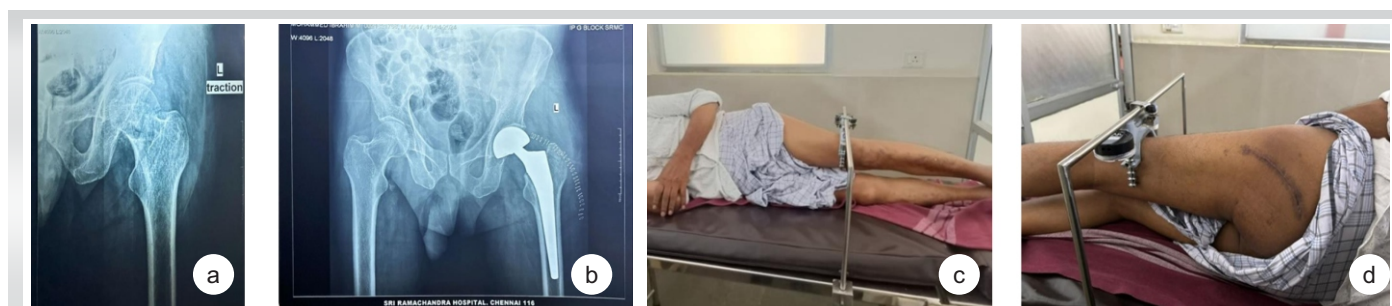 L
traction
a
IP G BLOCK SRMC
W 4096 L 2048
L
SRI RAMACHANDRA HOSPITAL. CHENNAI 116
b
c
d